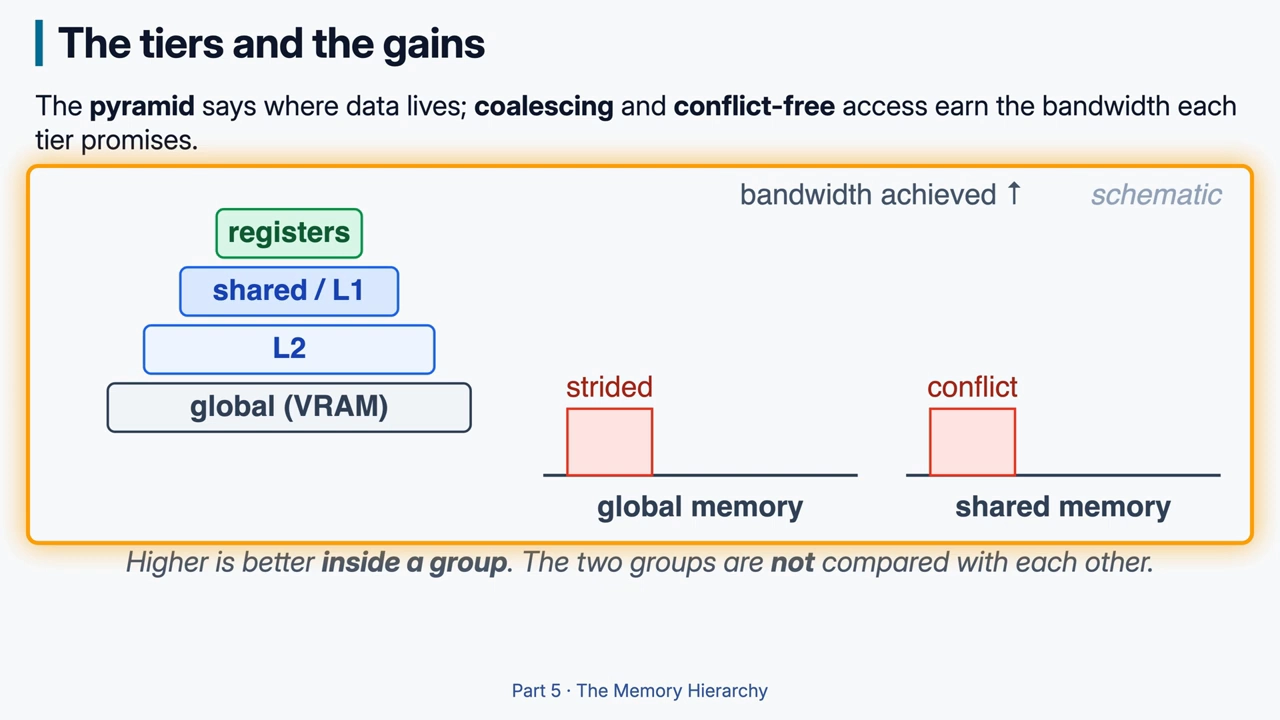 The tiers and the gains
The pyramid says where data lives; coalescing and conflict-free access earn the bandwidth each
tier promises.
bandwidth achieved ↑
schematic
registers
shared / L1
L2
global (VRAM)
strided
conflict
global memory
shared memory
Higher is better inside a group. The two groups are not compared with each other.
Part 5 · The Memory Hierarchy